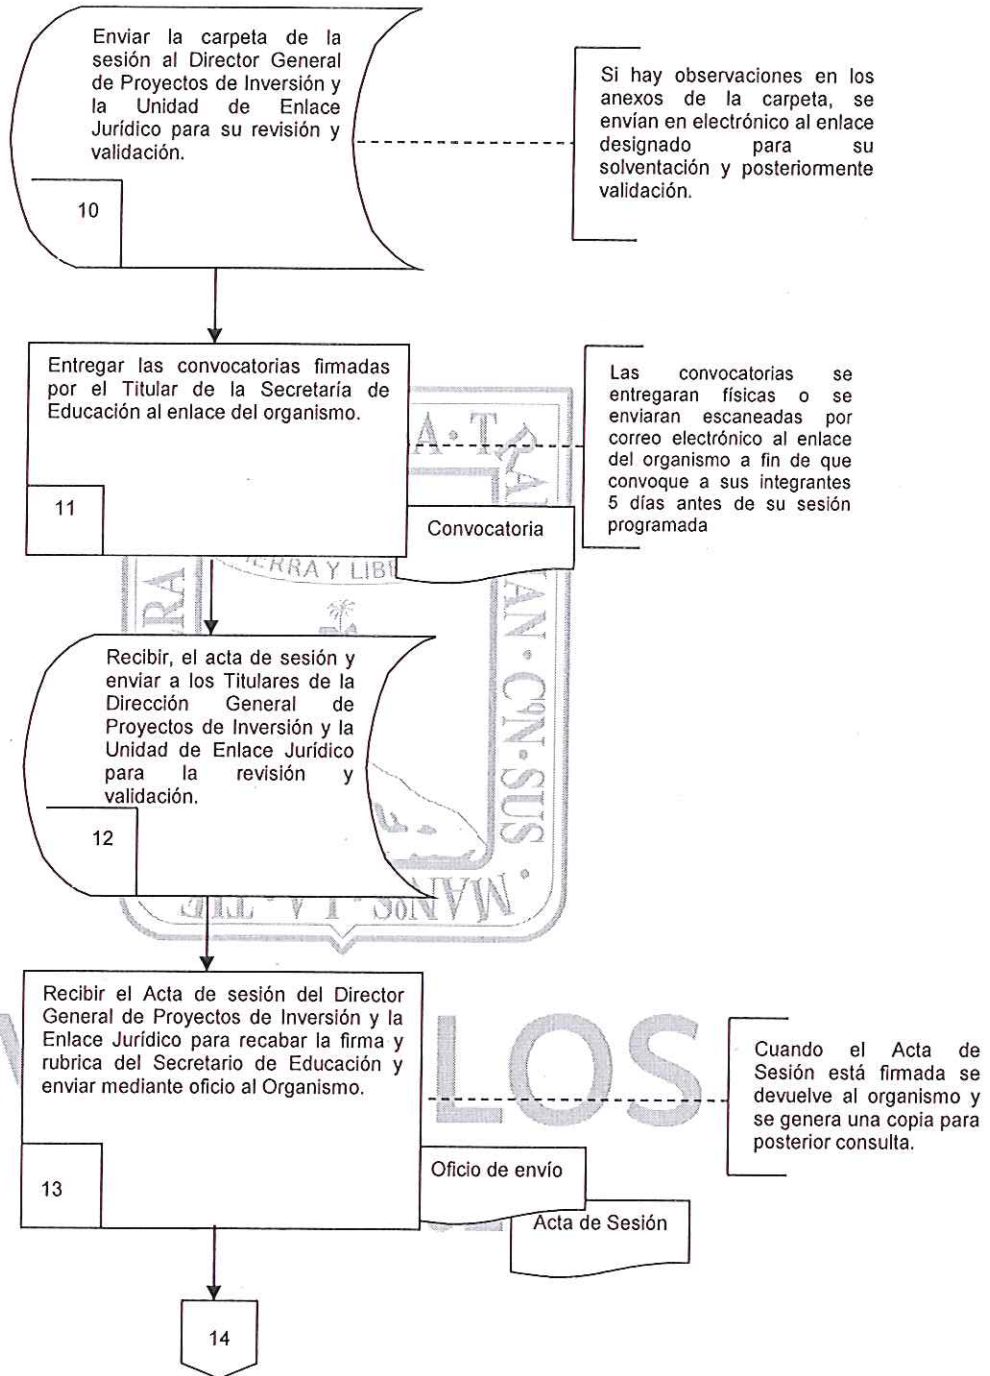 Enviar la carpeta de la
sesión al Director General
de Proyectos de Inversión y
la Unidad de Enlace
Jurídico para su revisión y
validación.
10
Si hay observaciones en los
anexos de la carpeta, se
envían en electrónico al enlace
designado para su
solventación y posteriormente
validación.
Entregar las convocatorias firmadas
por el Titular de la Secretaría de
Educación al enlace del organismo.
11
Convocatoria
Las convocatorias se
entregaran físicas o se
enviaran escaneadas por
correo electrónico al enlace
del organismo a fin de que
convoque a sus integrantes
5 días antes de su sesión
programada
Recibir, el acta de sesión y
enviar a los Titulares de la
Dirección General de
Proyectos de Inversión y la
Unidad de Enlace Jurídico
para la revisión y
validación.
12
Recibir el Acta de sesión del Director
General de Proyectos de Inversión y la
Enlace Jurídico para recabar la firma y
rubrica del Secretario de Educación y
enviar mediante oficio al Organismo.
13
Oficio de envío
Acta de Sesión
Cuando el Acta de
Sesión está firmada se
devuelve al organismo y
se genera una copia para
posterior consulta.
14
ERRA Y LIB
AN · CON · SUS · MAN
LOS